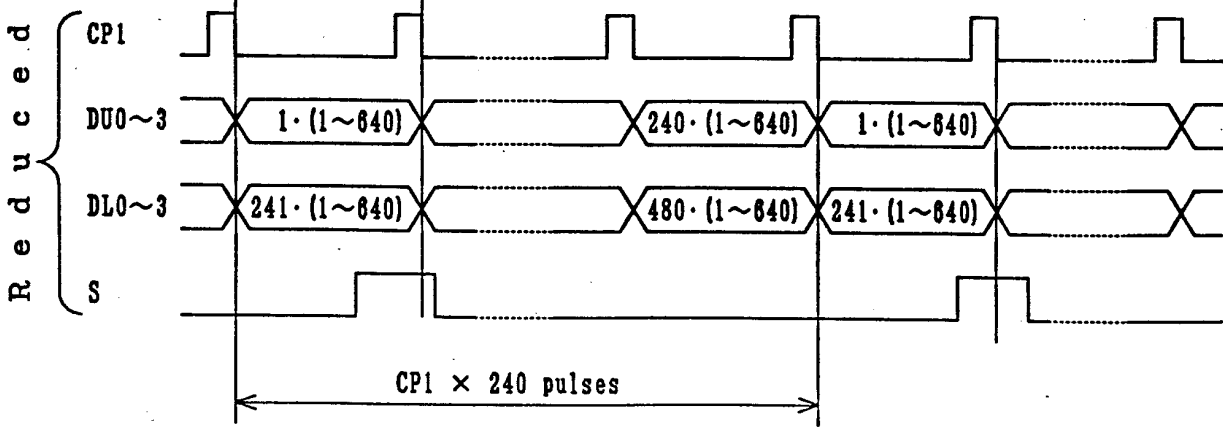 Reduced
CP1
DU0~3 1·(1~640) 240·(1~640) 1·(1~640)
DL0~3 241·(1~640) 480·(1~640) 241·(1~640)
S
CP1 × 240 pulses